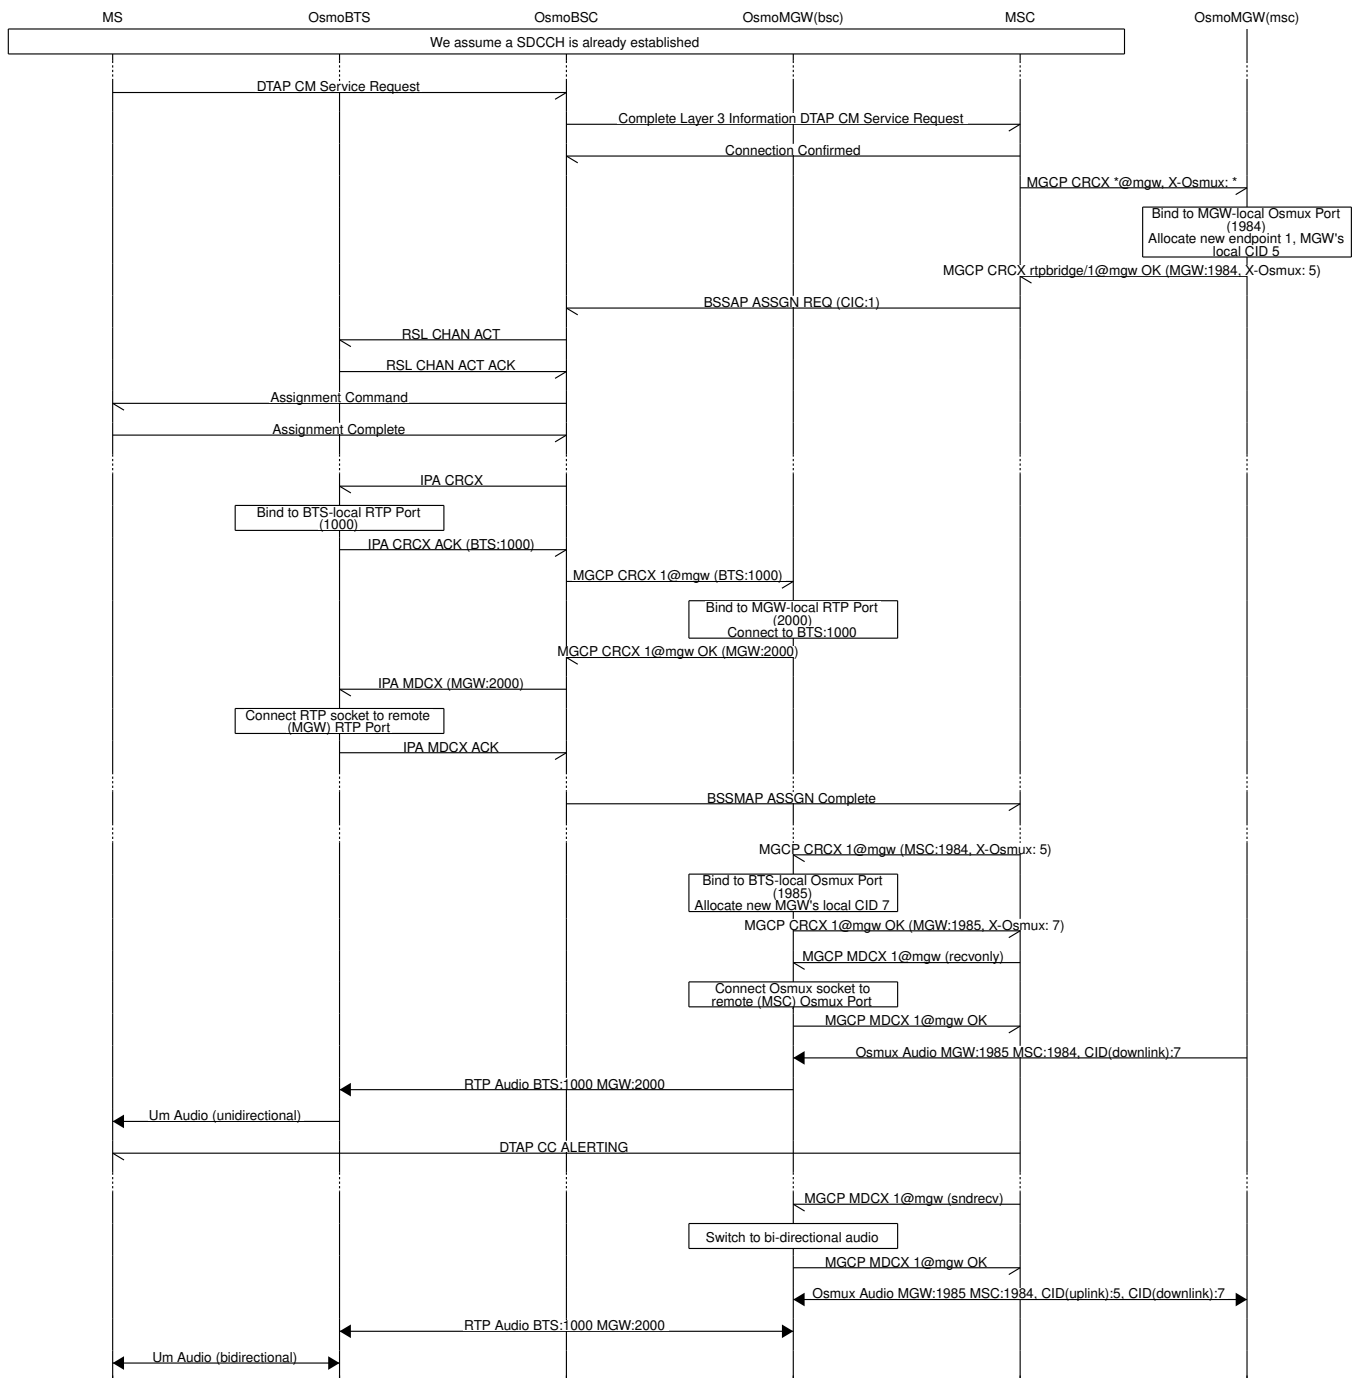 MS OsmoBTS OsmoBSC OsmoMGW(bsc) MSC OsmoMGW(msc)
We assume a SDCCH is already established
DTAP CM Service Request
Complete Layer 3 Information DTAP CM Service Request
Connection Confirmed
MGCP CRCX *@mgw, X-Osmux: *
Bind to MGW-local Osmux Port
(1984)
Allocate new endpoint 1, MGW's
local CID 5
MGCP CRCX rtpbridge/1@mgw OK (MGW:1984, X-Osmux: 5)
BSSAP ASSGN REQ (CIC:1)
RSL CHAN ACT
RSL CHAN ACT ACK
Assignment Command
Assignment Complete
IPA CRCX
Bind to BTS-local RTP Port
(1000)
IPA CRCX ACK (BTS:1000)
MGCP CRCX 1@mgw (BTS:1000)
Bind to MGW-local RTP Port
(2000)
Connect to BTS:1000
MGCP CRCX 1@mgw OK (MGW:2000)
IPA MDCX (MGW:2000)
Connect RTP socket to remote
(MGW) RTP Port
IPA MDCX ACK
BSSMAP ASSGN Complete
MGCP CRCX 1@mgw (MSC:1984, X-Osmux: 5)
Bind to BTS-local Osmux Port
(1985)
Allocate new MGW's local CID 7
MGCP CRCX 1@mgw OK (MGW:1985, X-Osmux: 7)
MGCP MDCX 1@mgw (recvonly)
Connect Osmux socket to
remote (MSC) Osmux Port
MGCP MDCX 1@mgw OK
Osmux Audio MGW:1985 MSC:1984, CID(downlink):7
RTP Audio BTS:1000 MGW:2000
Um Audio (unidirectional)
DTAP CC ALERTING
MGCP MDCX 1@mgw (sndrecv)
Switch to bi-directional audio
MGCP MDCX 1@mgw OK
Osmux Audio MGW:1985 MSC:1984, CID(uplink):5, CID(downlink):7
RTP Audio BTS:1000 MGW:2000
Um Audio (bidirectional)